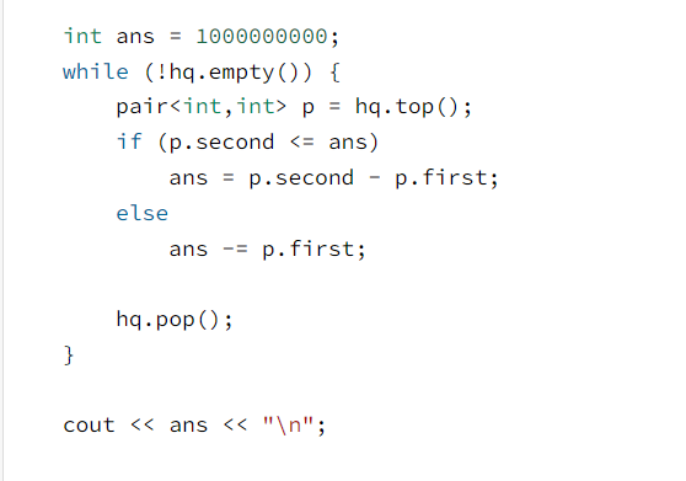 int ans = 1000000000;
while (!hq.empty()) {
    pair<int,int> p = hq.top();
    if (p.second <= ans)
        ans = p.second - p.first;
    else
        ans -= p.first;

    hq.pop();
}

cout << ans << "\n";